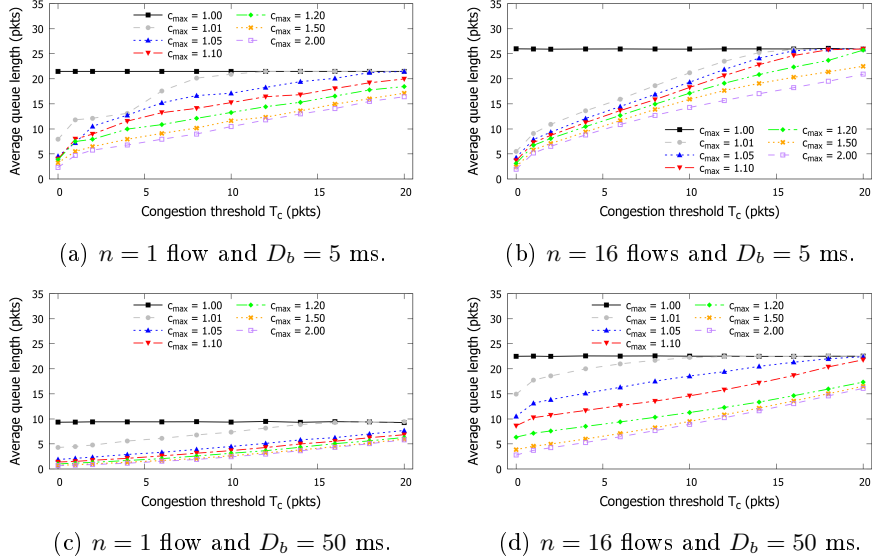 35
30
25
20
15
10
5
0
Average queue length (pkts)
c_max = 1.00
c_max = 1.01
c_max = 1.05
c_max = 1.10
c_max = 1.20
c_max = 1.50
c_max = 2.00
0 5 10 15 20
Congestion threshold T_c (pkts)
(a) n = 1 flow and D_b = 5 ms.
35
30
25
20
15
10
5
0
Average queue length (pkts)
c_max = 1.00
c_max = 1.01
c_max = 1.05
c_max = 1.10
c_max = 1.20
c_max = 1.50
c_max = 2.00
0 5 10 15 20
Congestion threshold T_c (pkts)
(b) n = 16 flows and D_b = 5 ms.
35
30
25
20
15
10
5
0
Average queue length (pkts)
c_max = 1.00
c_max = 1.01
c_max = 1.05
c_max = 1.10
c_max = 1.20
c_max = 1.50
c_max = 2.00
0 5 10 15 20
Congestion threshold T_c (pkts)
(c) n = 1 flow and D_b = 50 ms.
35
30
25
20
15
10
5
0
Average queue length (pkts)
c_max = 1.00
c_max = 1.01
c_max = 1.05
c_max = 1.10
c_max = 1.20
c_max = 1.50
c_max = 2.00
0 5 10 15 20
Congestion threshold T_c (pkts)
(d) n = 16 flows and D_b = 50 ms.